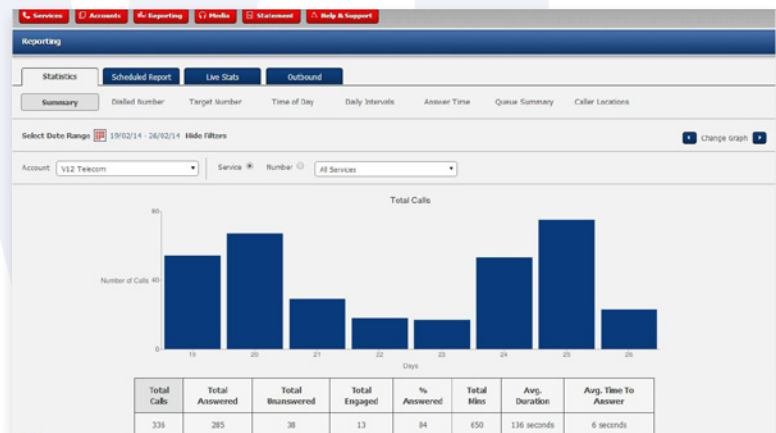 Services Accounts Reporting Media Statement Help & Support
Reporting
Statistics Scheduled Report Live Stats Outbound
Summary Dialled Number Target Number Time of Day Daily Intervals Answer Time Queue Summary Caller Locations
Select Date Range 19/02/14 - 26/02/14 Hide Filters Change Graph
Account V12 Telecom Service Number All Services
Total Calls
80
Number of Calls 40
0
19 20 21 22 23 24 25 26
Days
Total Calls Total Answered Total Unanswered Total Engaged % Answered Total Mins Avg. Duration Avg. Time To Answer
336 285 38 13 84 650 136 seconds 6 seconds